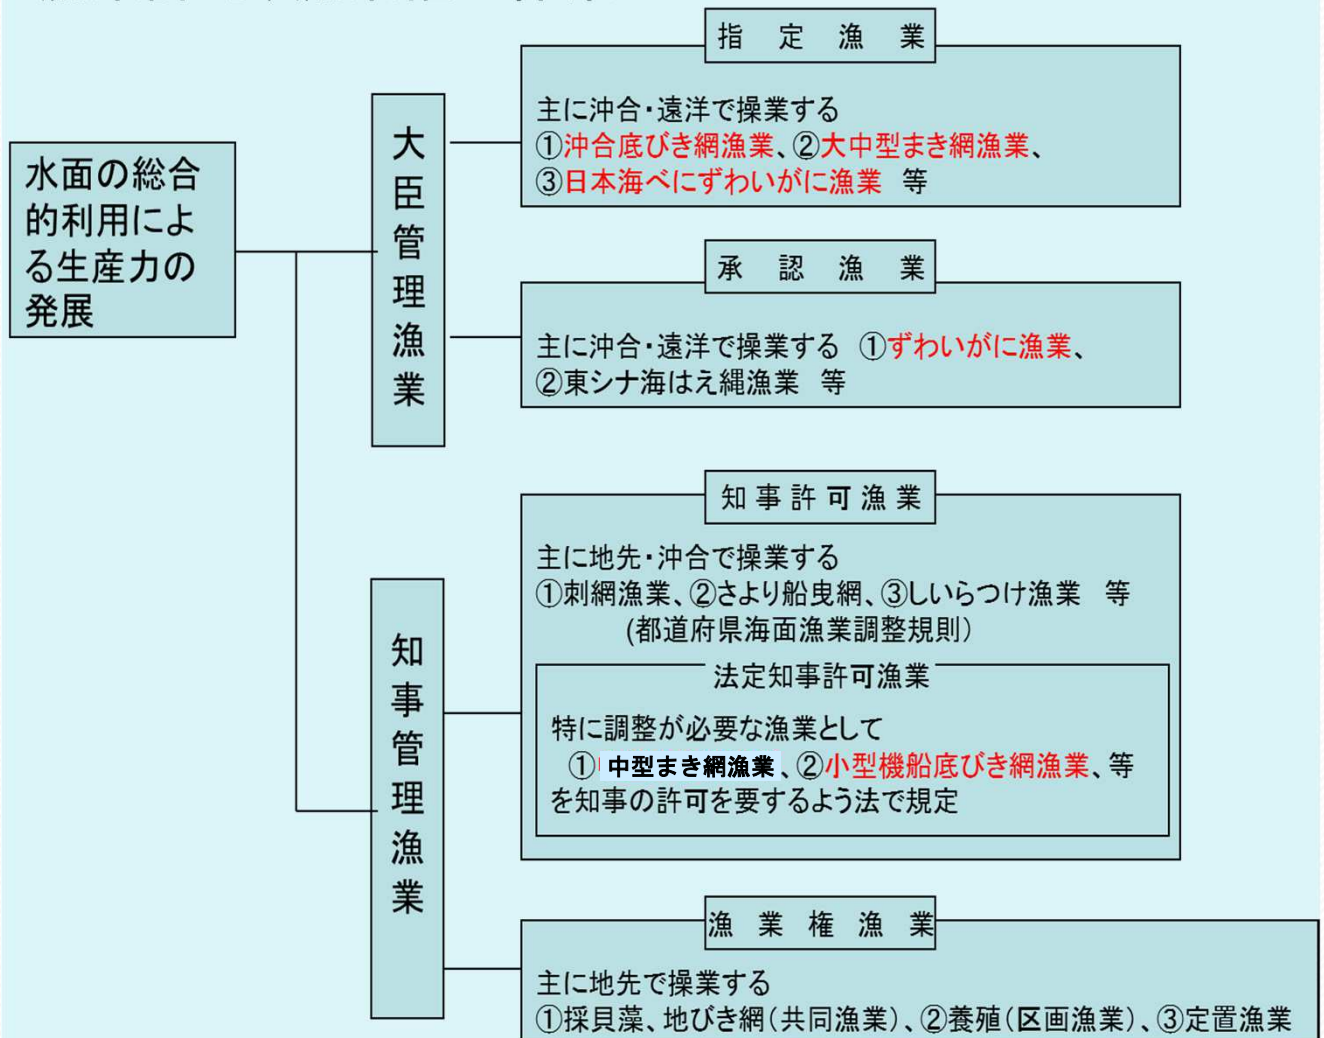 水面の総合
的利用によ
る生産力の
発展
大臣管理漁業
指定漁業
主に沖合・遠洋で操業する
①沖合底びき網漁業、②大中型まき網漁業、
③日本海べにずわいがに漁業 等
承認漁業
主に沖合・遠洋で操業する ①ずわいがに漁業、
②東シナ海はえ縄漁業 等
知事管理漁業
知事許可漁業
主に地先・沖合で操業する
①刺網漁業、②さより船曳網、③しいらつけ漁業 等
(都道府県海面漁業調整規則)
法定知事許可漁業
特に調整が必要な漁業として
①中型まき網漁業、②小型機船底びき網漁業、等
を知事の許可を要するよう法で規定
漁業権漁業
主に地先で操業する
①採貝藻、地びき網(共同漁業)、②養殖(区画漁業)、③定置漁業